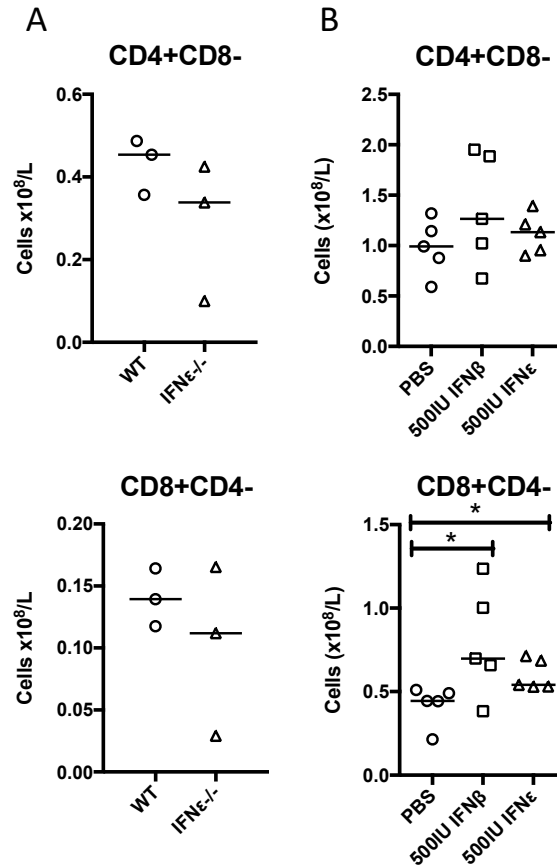 A
CD4+CD8-
Cells x10⁸/L
0.6
0.4
0.2
0.0
WT
IFNε-/-
CD8+CD4-
Cells x10⁸/L
0.20
0.15
0.10
0.05
0.00
WT
IFNε-/-
B
CD4+CD8-
Cells (x10⁸/L)
2.5
2.0
1.5
1.0
0.5
0.0
PBS
500IU IFNβ
500IU IFNε
CD8+CD4-
*
*
Cells (x10⁸/L)
1.5
1.0
0.5
0.0
PBS
500IU IFNβ
500IU IFNε